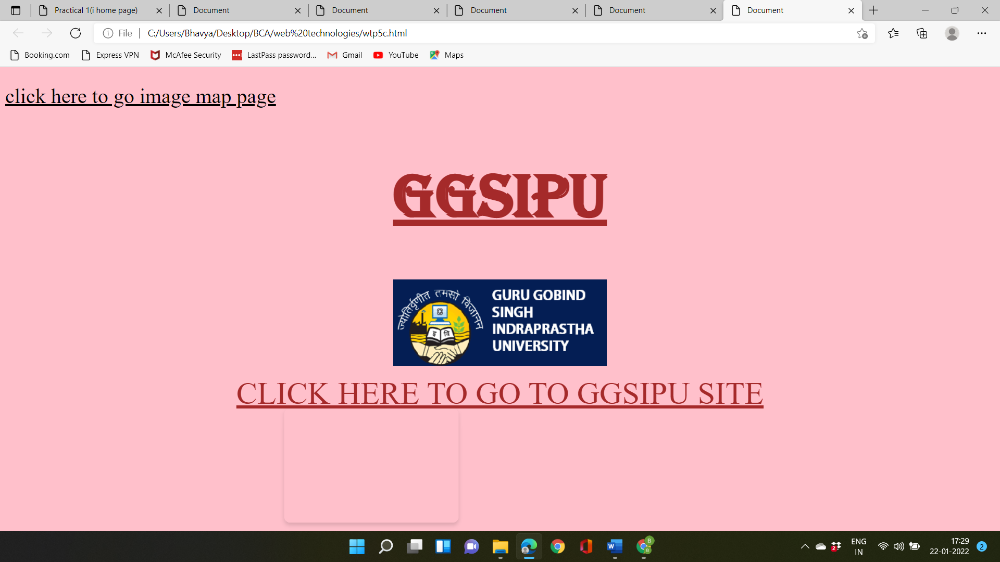 Practical 1(i home page)
Document
Document
Document
Document
Document
File
C:/Users/Bhavya/Desktop/BCA/web%20technologies/wtp5c.html
Booking.com
Express VPN
McAfee Security
LastPass password...
Gmail
YouTube
Maps
click here to go image map page
GGSIPU
ज्योतिर्वृणीत तमसो विजानन
इ वि
GURU GOBIND
SINGH
INDRAPRASTHA
UNIVERSITY
CLICK HERE TO GO TO GGSIPU SITE
W
B
B
2
ENG
IN
17:29
22-01-2022
2